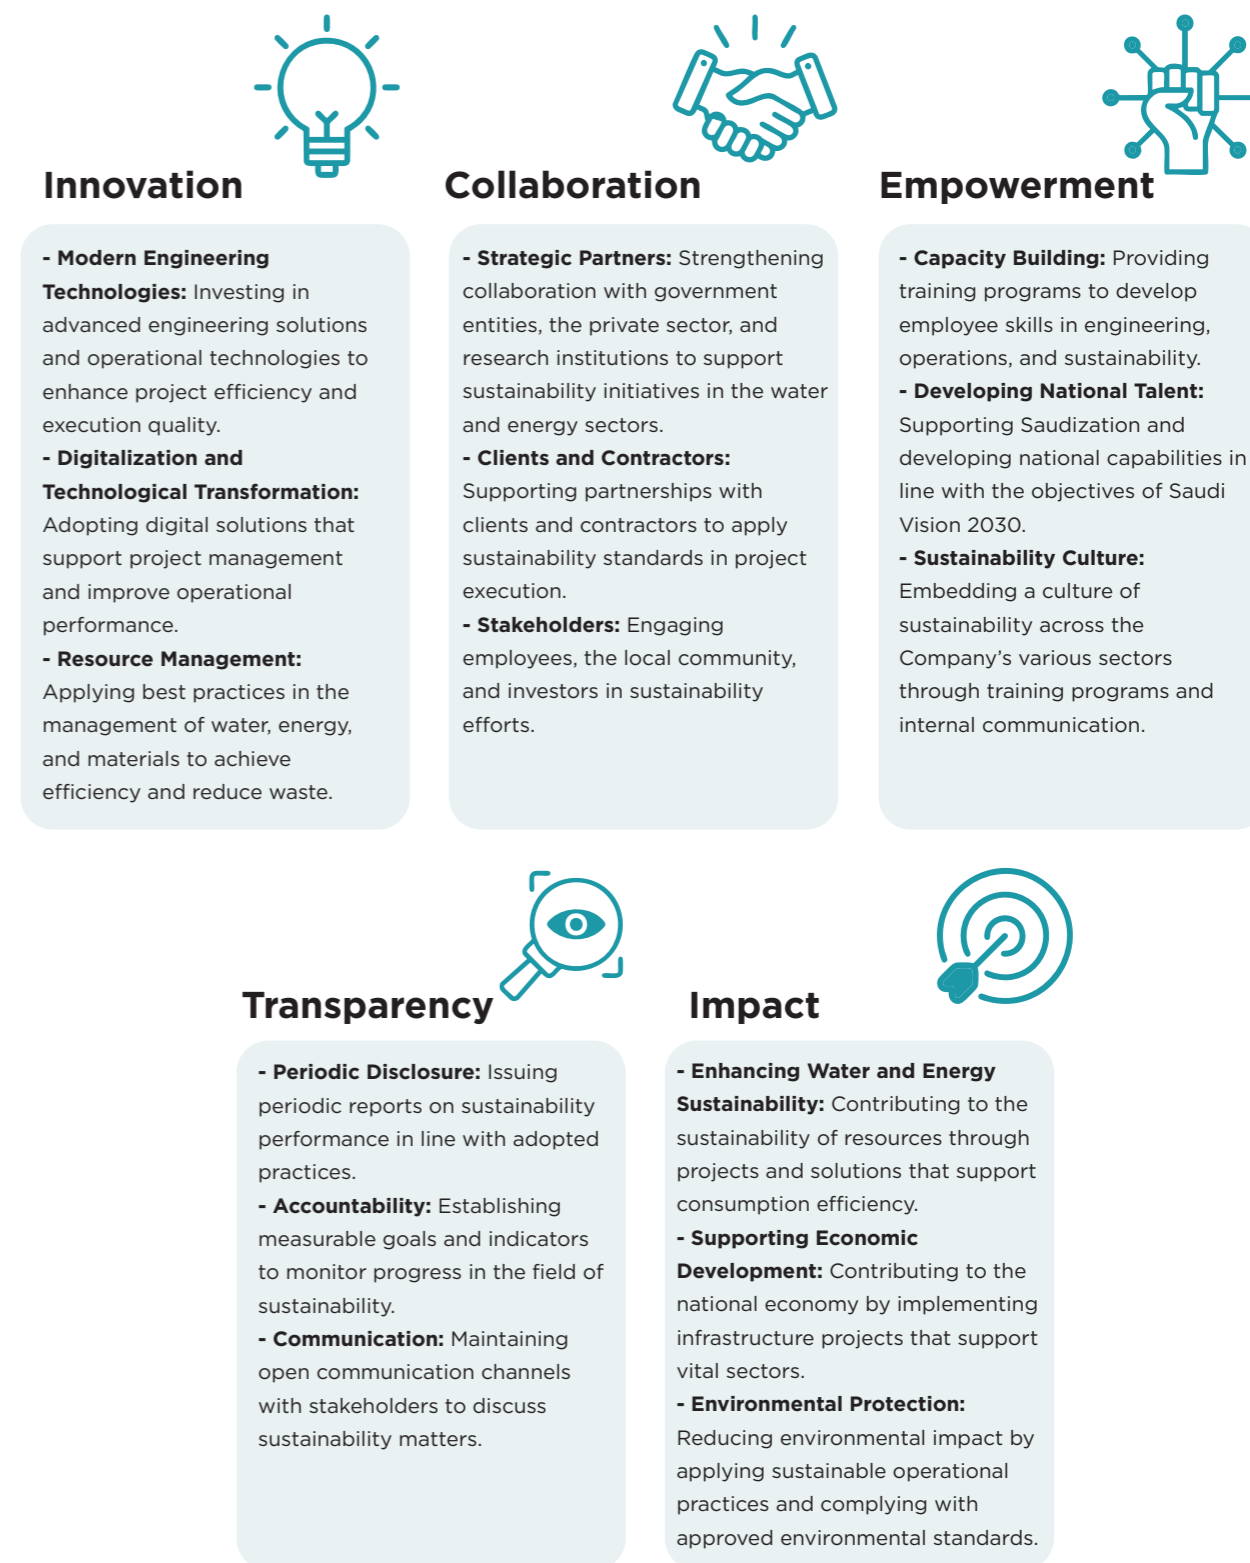 Innovation
- Modern Engineering
Technologies: Investing in
advanced engineering solutions
and operational technologies to
enhance project efficiency and
execution quality.
- Digitalization and
Technological Transformation:
Adopting digital solutions that
support project management
and improve operational
performance.
- Resource Management:
Applying best practices in the
management of water, energy,
and materials to achieve
efficiency and reduce waste.
Collaboration
- Strategic Partners: Strengthening
collaboration with government
entities, the private sector, and
research institutions to support
sustainability initiatives in the water
and energy sectors.
- Clients and Contractors:
Supporting partnerships with
clients and contractors to apply
sustainability standards in project
execution.
- Stakeholders: Engaging
employees, the local community,
and investors in sustainability
efforts.
Empowerment
- Capacity Building: Providing
training programs to develop
employee skills in engineering,
operations, and sustainability.
- Developing National Talent:
Supporting Saudization and
developing national capabilities in
line with the objectives of Saudi
Vision 2030.
- Sustainability Culture:
Embedding a culture of
sustainability across the
Company’s various sectors
through training programs and
internal communication.
Transparency
- Periodic Disclosure: Issuing
periodic reports on sustainability
performance in line with adopted
practices.
- Accountability: Establishing
measurable goals and indicators
to monitor progress in the field of
sustainability.
- Communication: Maintaining
open communication channels
with stakeholders to discuss
sustainability matters.
Impact
- Enhancing Water and Energy
Sustainability: Contributing to the
sustainability of resources through
projects and solutions that support
consumption efficiency.
- Supporting Economic
Development: Contributing to the
national economy by implementing
infrastructure projects that support
vital sectors.
- Environmental Protection:
Reducing environmental impact by
applying sustainable operational
practices and complying with
approved environmental standards.